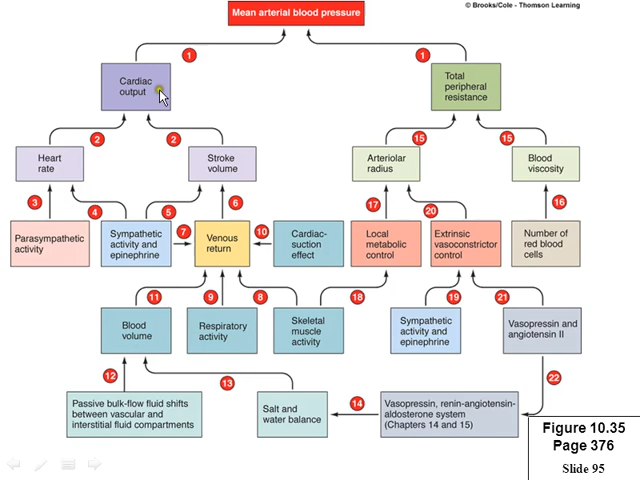 © Brooks/Cole - Thomson Learning
Mean arterial blood pressure
1
1
Cardiac
output
Total
peripheral
resistance
2
2
15
15
Heart
rate
Stroke
volume
Arteriolar
radius
Blood
viscosity
3
4
5
6
17
20
16
Parasympathetic
activity
Sympathetic
activity and
epinephrine
7
Venous
return
10
Cardiac-
suction
effect
Local
metabolic
control
Extrinsic
vasoconstrictor
control
Number of
red blood
cells
11
9
8
18
19
21
Blood
volume
Respiratory
activity
Skeletal
muscle
activity
Sympathetic
activity and
epinephrine
Vasopressin and
angiotensin II
12
13
22
Passive bulk-flow fluid shifts
between vascular and
interstitial fluid compartments
Salt and
water balance
14
Vasopressin, renin-angiotensin-
aldosterone system
(Chapters 14 and 15)
Figure 10.35
Page 376
Slide 95